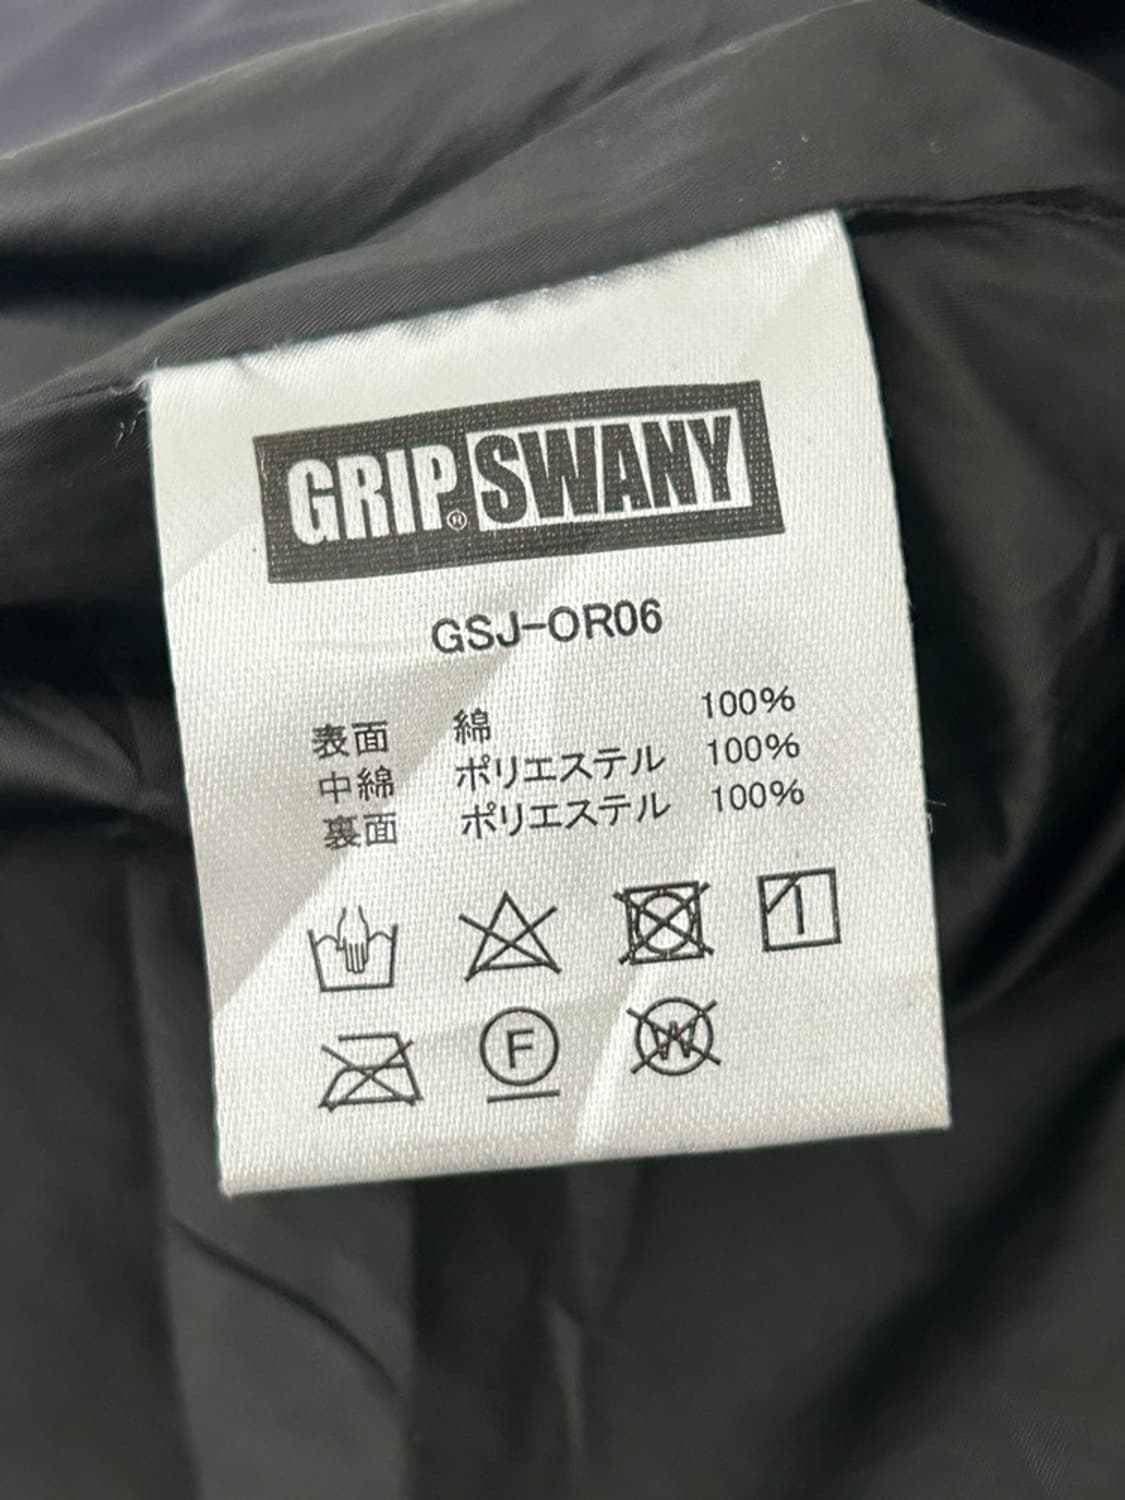 GRIP® SWANY
GSJ-OR06
表面 綿 100%
中綿 ポリエステル 100%
裏面 ポリエステル 100%
F
W